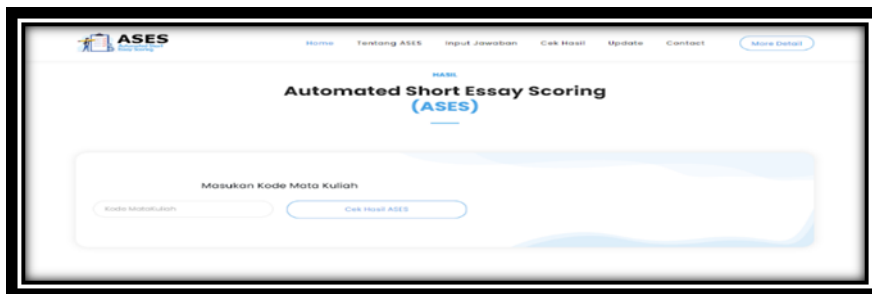 ASES
Automated Short
Essay Scoring
Home Tentang ASES Input Jawaban Cek Hasil Update Contact More Detail
HASIL
Automated Short Essay Scoring
(ASES)
Masukan Kode Mata Kuliah
Kode MataKuliah Cek Hasil ASES